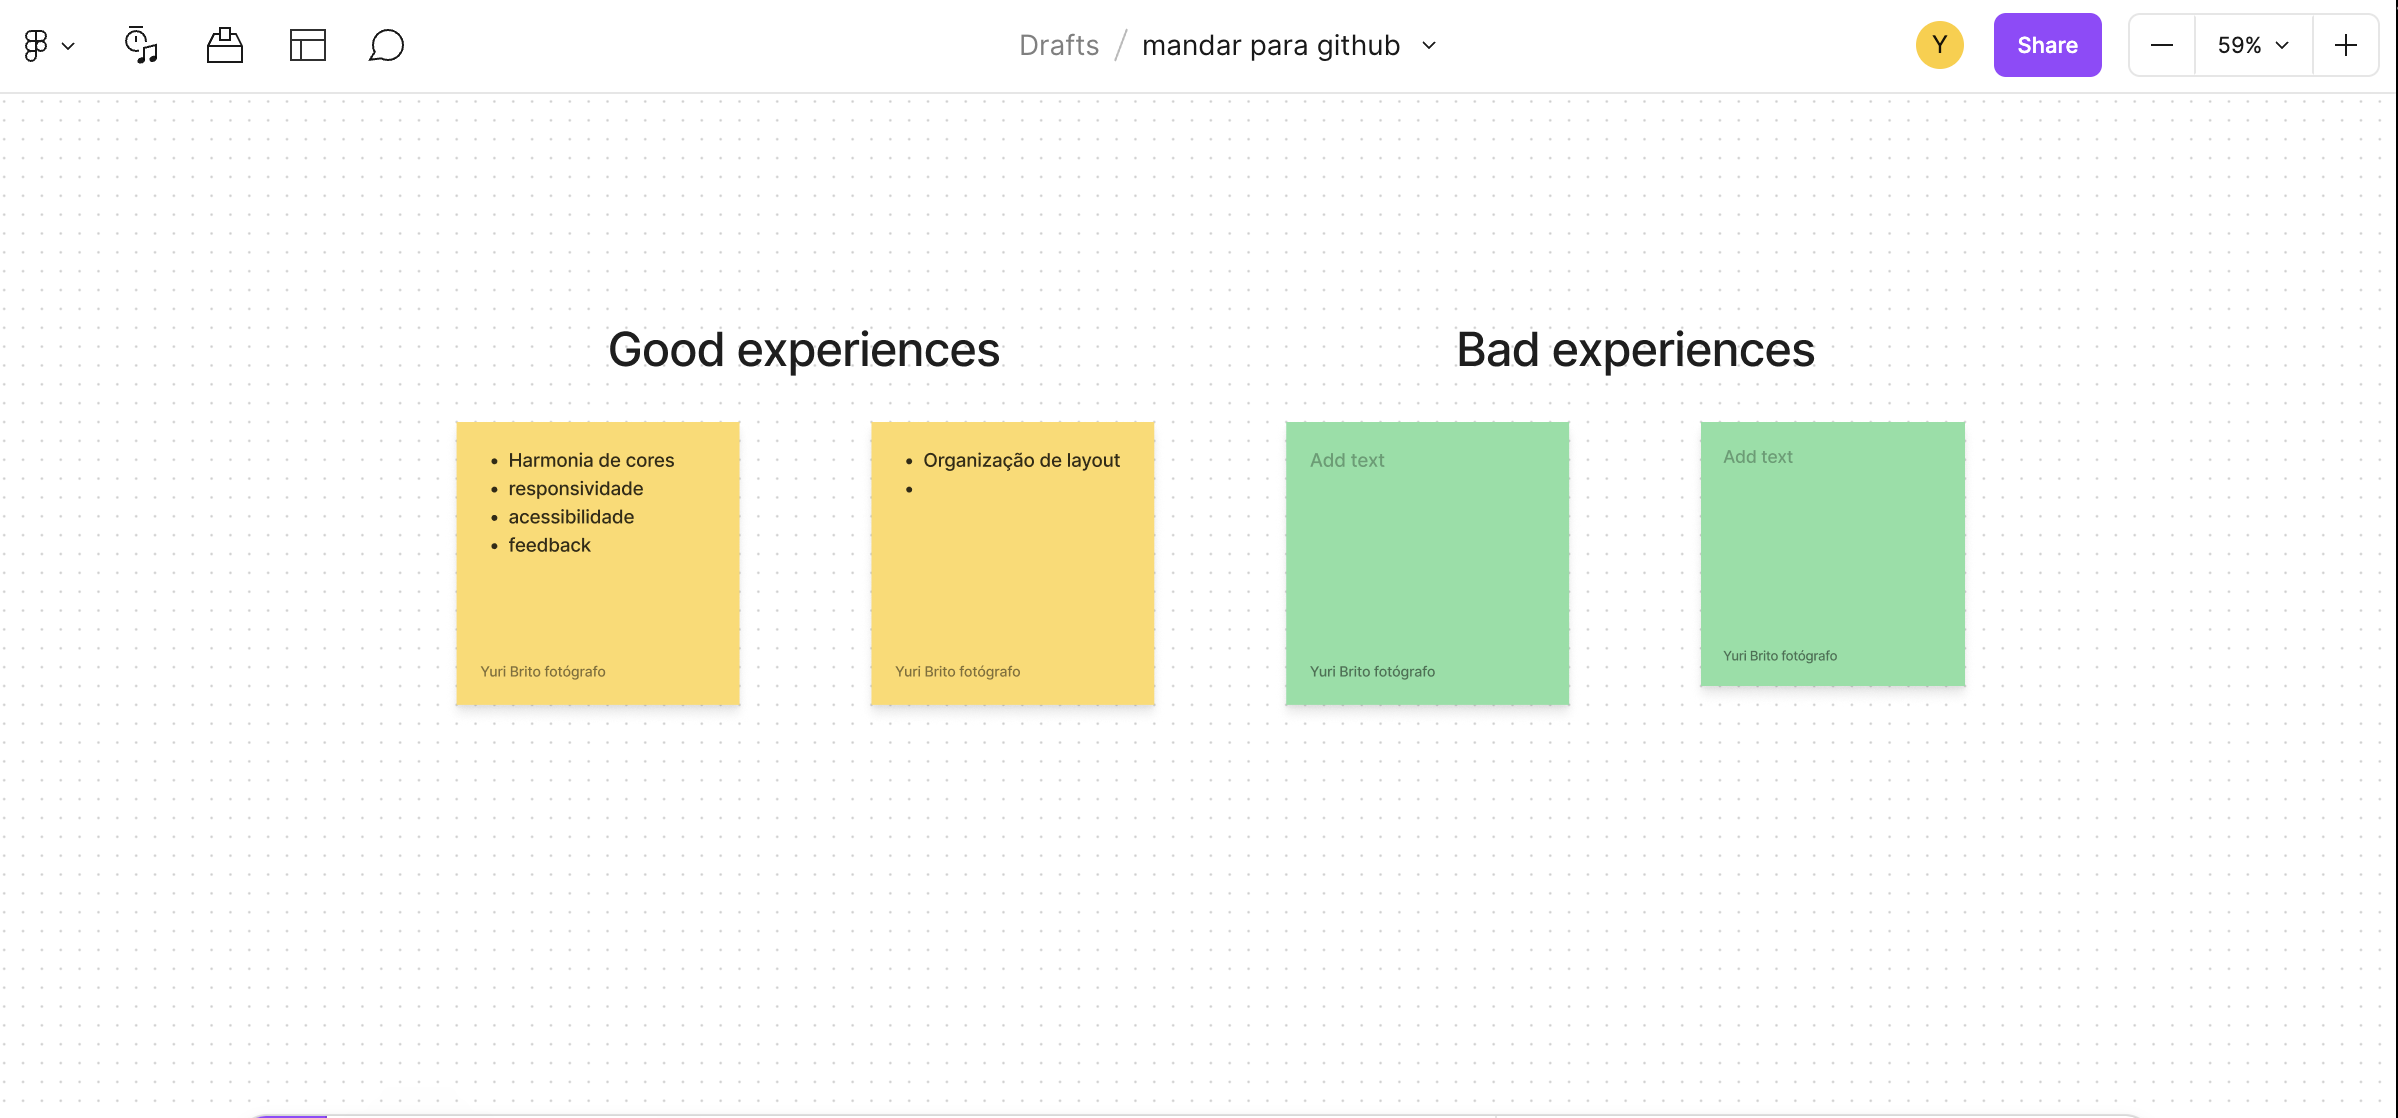 Drafts / mandar para github
Y
Share
59%
Good experiences
Bad experiences
• Harmonia de cores
• responsividade
• acessibilidade
• feedback
Yuri Brito fotógrafo
• Organização de layout
•
Yuri Brito fotógrafo
Add text
Yuri Brito fotógrafo
Add text
Yuri Brito fotógrafo